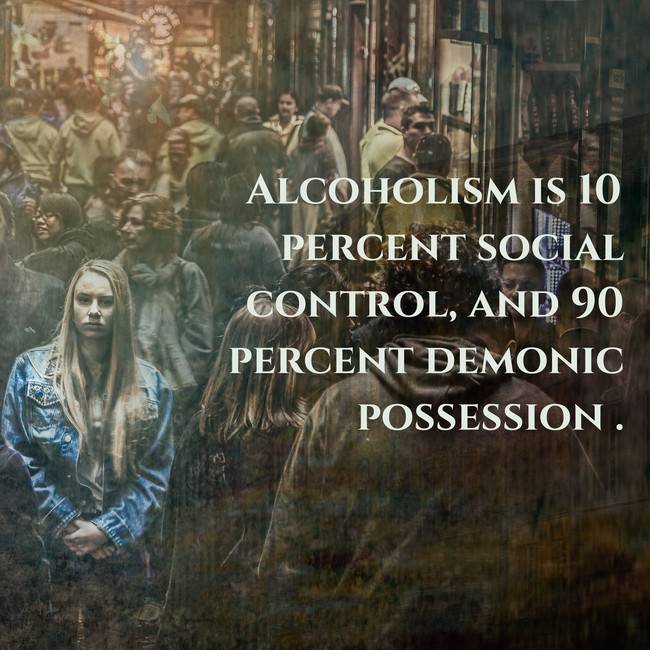 Alcoholism is 10
percent social
control, and 90
percent demonic
possession .